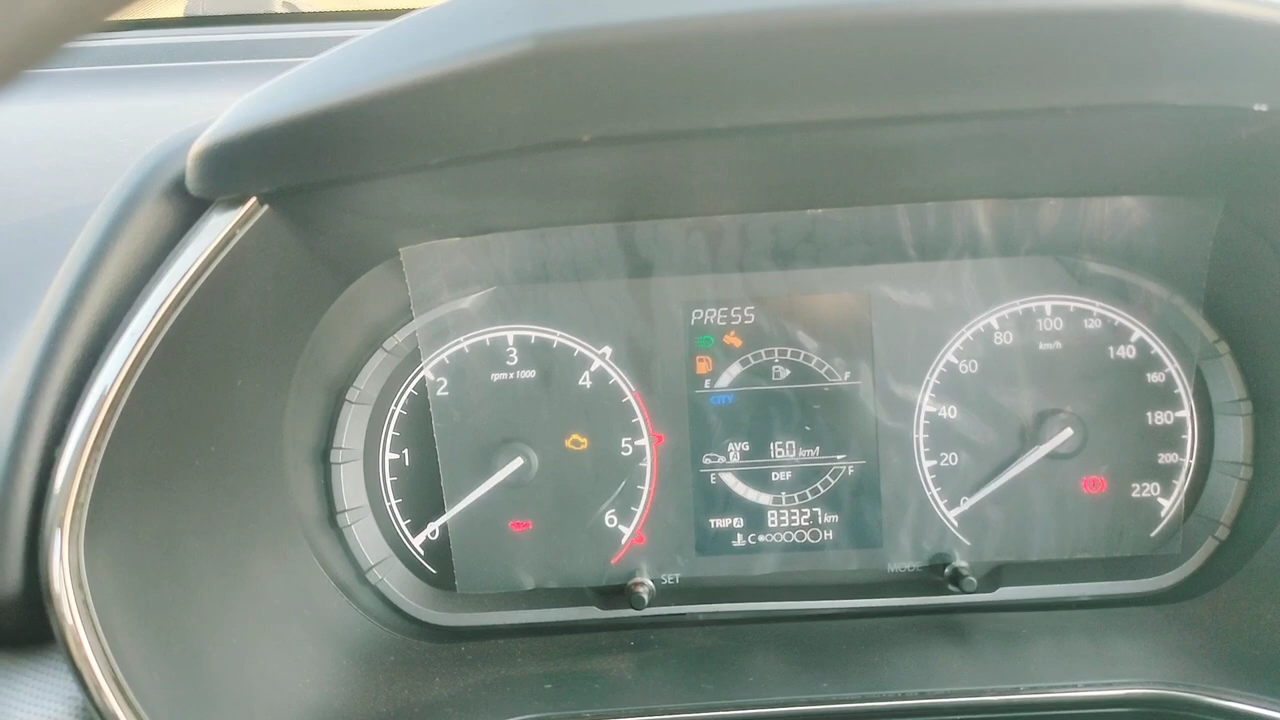 PRESS
E F
CITY
AVG A 16.0 km/l
E DEF F
TRIP A 8332.7 km
C H
0 1 2 3 4 5 6
rpm x 1000
0 20 40 60 80 100 120 140 160 180 200 220
km/h
SET
MODE